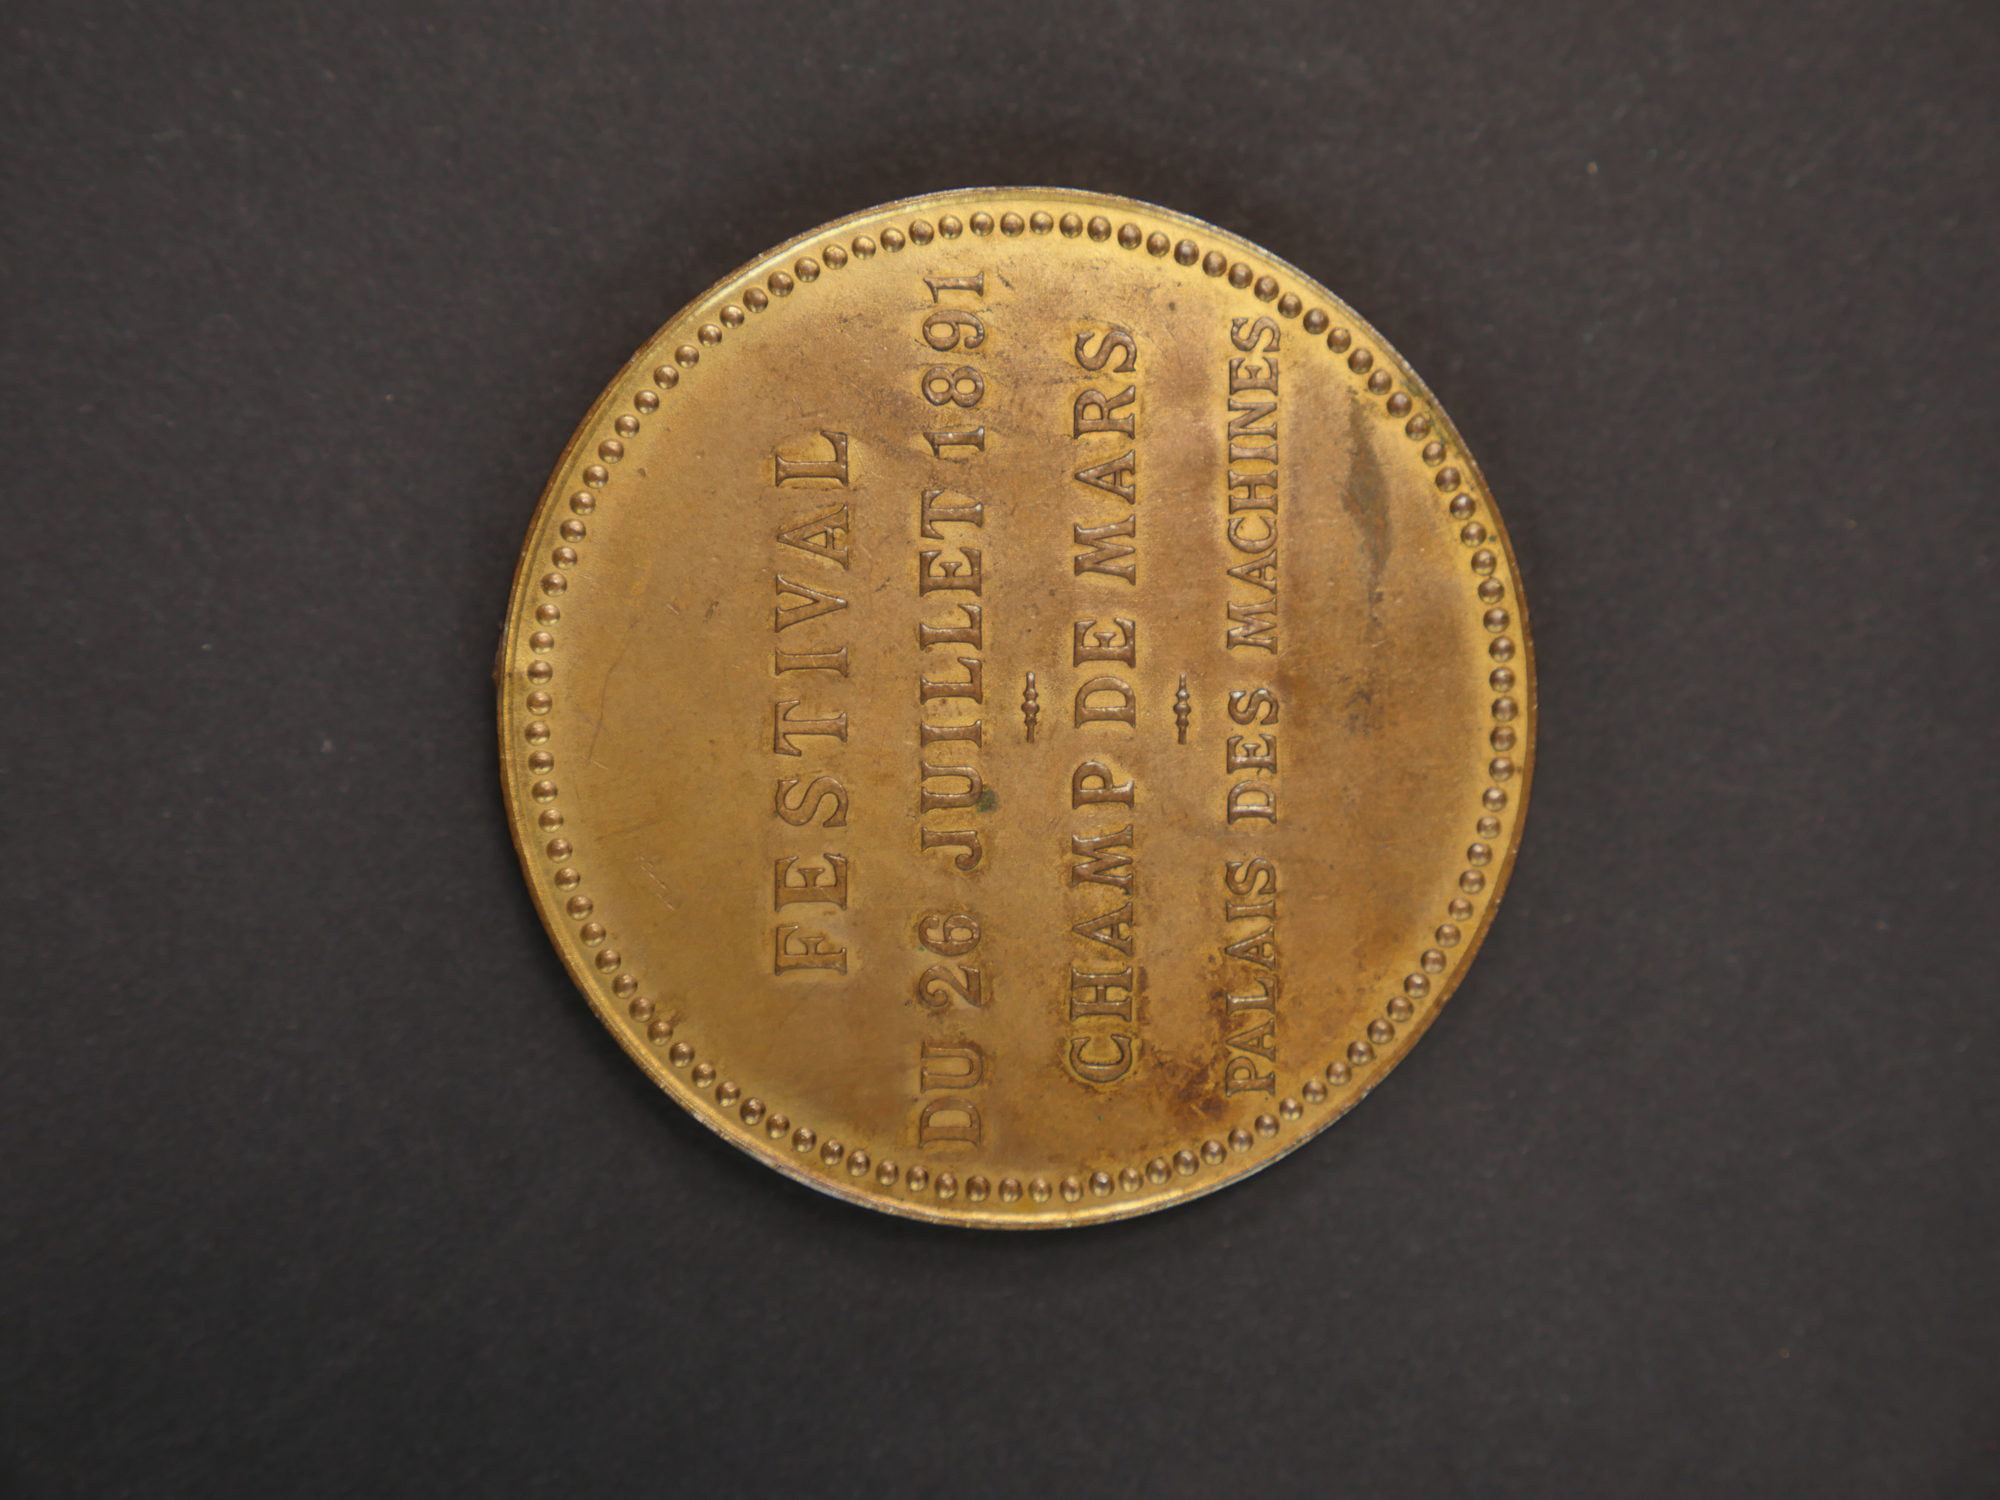 FESTIVAL
DU 26 JUILLET 1891
CHAMP DE MARS
PALAIS DES MACHINES